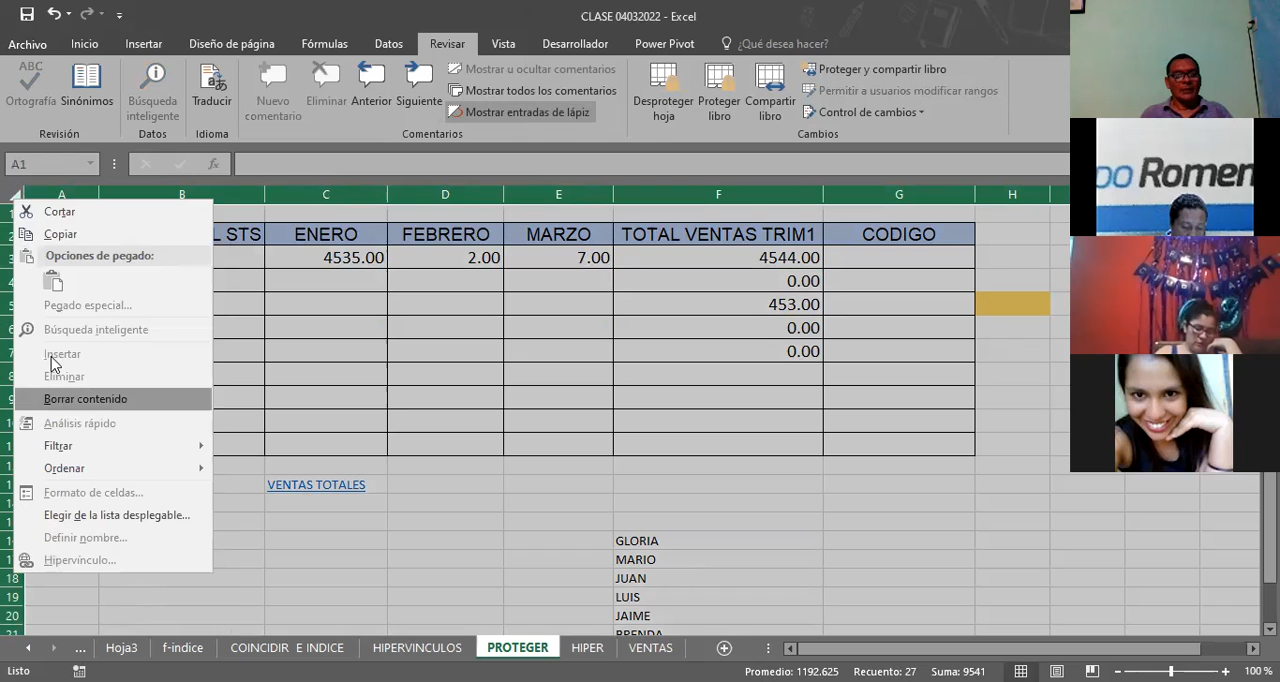 CLASE 04032022 - Excel
Archivo Inicio Insertar Diseño de página Fórmulas Datos Revisar Vista Desarrollador Power Pivot ¿Qué desea hacer?
ABC
Ortografía Sinónimos
Búsqueda inteligente
Traducir
Nuevo comentario
Eliminar Anterior Siguiente
Mostrar u ocultar comentarios
Mostrar todos los comentarios
Mostrar entradas de lápiz
Desproteger hoja
Proteger libro
Compartir libro
Proteger y compartir libro
Permitir a usuarios modificar rangos
Control de cambios
Revisión Datos Idioma Comentarios Cambios
A1 fx
A B C D E F G H
L STS ENERO FEBRERO MARZO TOTAL VENTAS TRIM1 CODIGO
4535.00 2.00 7.00 4544.00
0.00
453.00
0.00
0.00
VENTAS TOTALES
GLORIA
MARIO
18 JUAN
19 LUIS
20 JAIME
21 BRENDA
Cortar
Copiar
Opciones de pegado:
Pegado especial...
Búsqueda inteligente
Insertar
Eliminar
Borrar contenido
Análisis rápido
Filtrar
Ordenar
Formato de celdas...
Elegir de la lista desplegable...
Definir nombre...
Hipervínculo...
... Hoja3 f-indice COINCIDIR E INDICE HIPERVINCULOS PROTEGER HIPER VENTAS
Listo Promedio: 1192.625 Recuento: 27 Suma: 9541 100 %
Romen